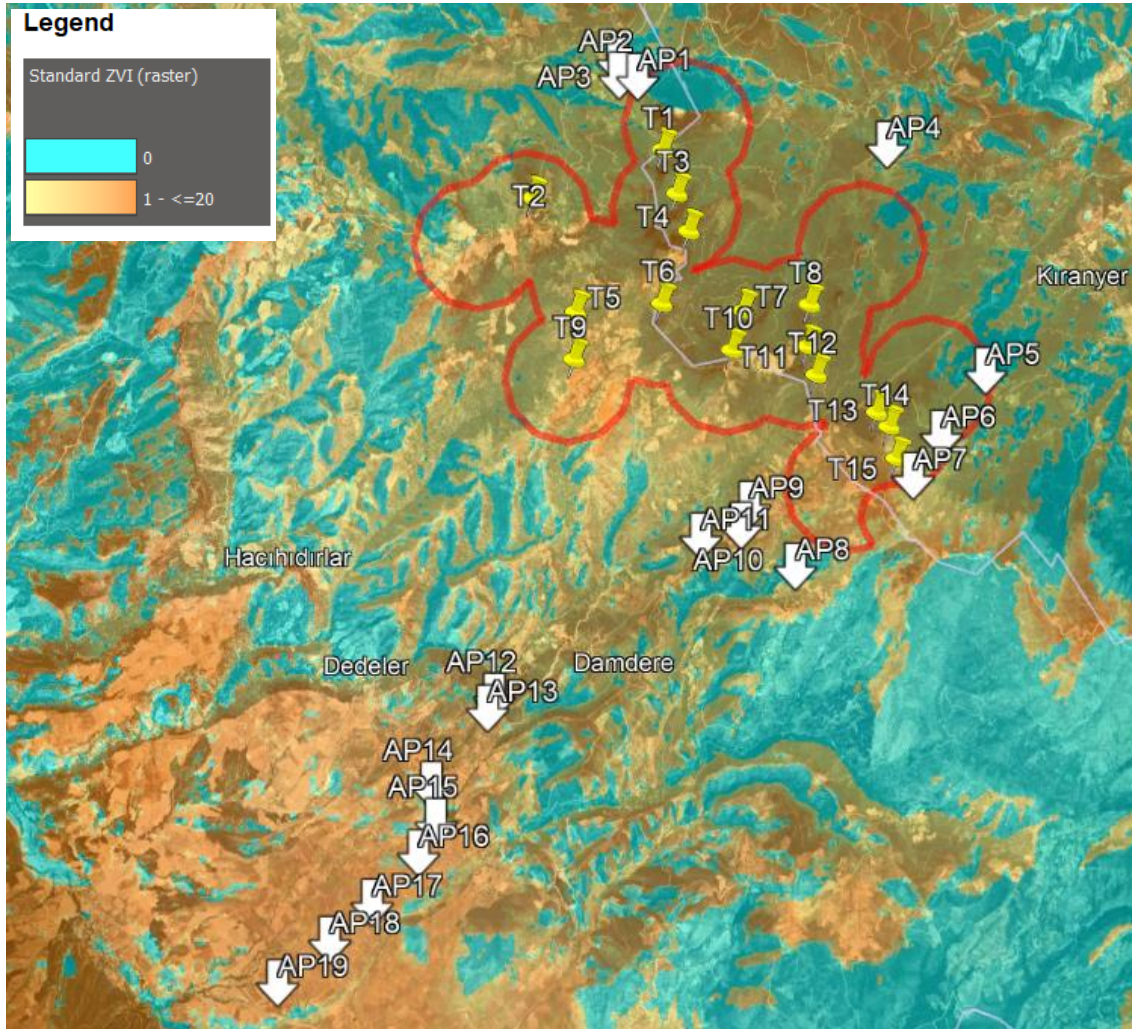 Legend
Standard ZVI (raster)
0
1 - <=20
AP2
AP1
AP3
T1
AP4
T3
T2
T4
Kıranyer
T6
T8
T5
T7
T9
T10
T12
T11
AP5
T13
T14
AP6
T15
AP7
AP9
AP11
AP10
AP8
Hacıhıdırlar
Dedeler
AP12
Damdere
AP13
AP14
AP15
AP16
AP17
AP18
AP19